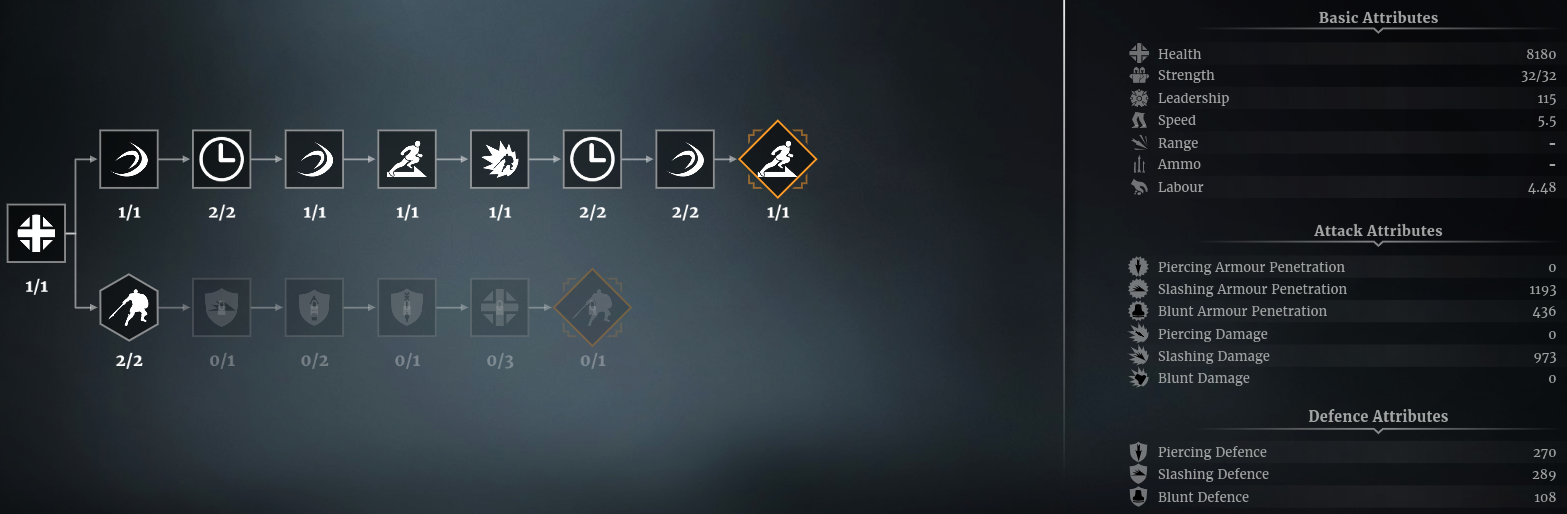 1/1 2/2 1/1 1/1 1/1 2/2 2/2 1/1
1/1
2/2 0/1 0/2 0/1 0/3 0/1
Basic Attributes
Health 8180
Strength 32/32
Leadership 115
Speed 5.5
Range -
Ammo -
Labour 4.48
Attack Attributes
Piercing Armour Penetration 0
Slashing Armour Penetration 1193
Blunt Armour Penetration 436
Piercing Damage 0
Slashing Damage 973
Blunt Damage 0
Defence Attributes
Piercing Defence 270
Slashing Defence 289
Blunt Defence 108